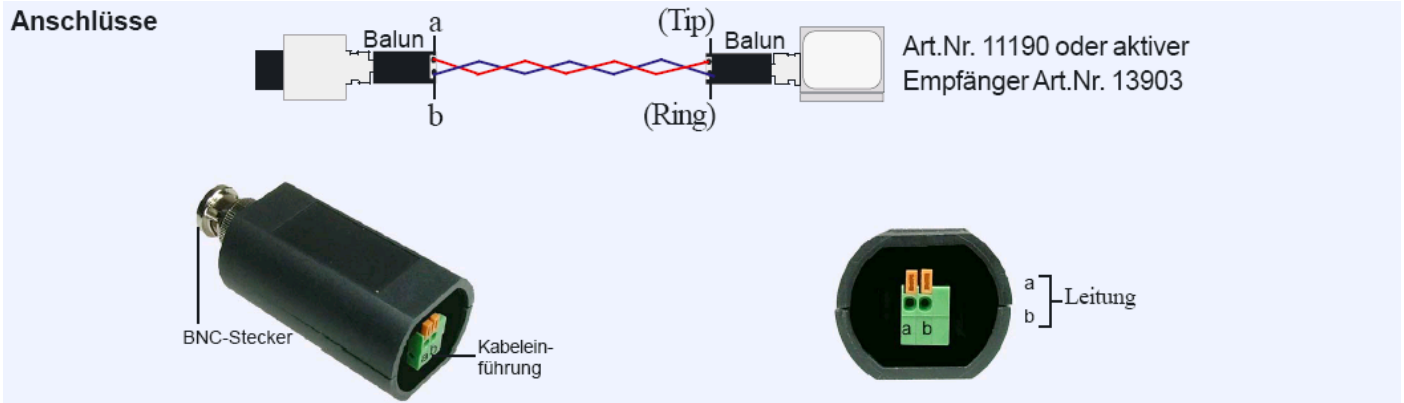 Anschlüsse
a
(Tip)
Balun
Balun
Art.Nr. 11190 oder aktiver
Empfänger Art.Nr. 13903
b
(Ring)
BNC-Stecker
a b
Kabelein-
führung
a b
a
b
Leitung